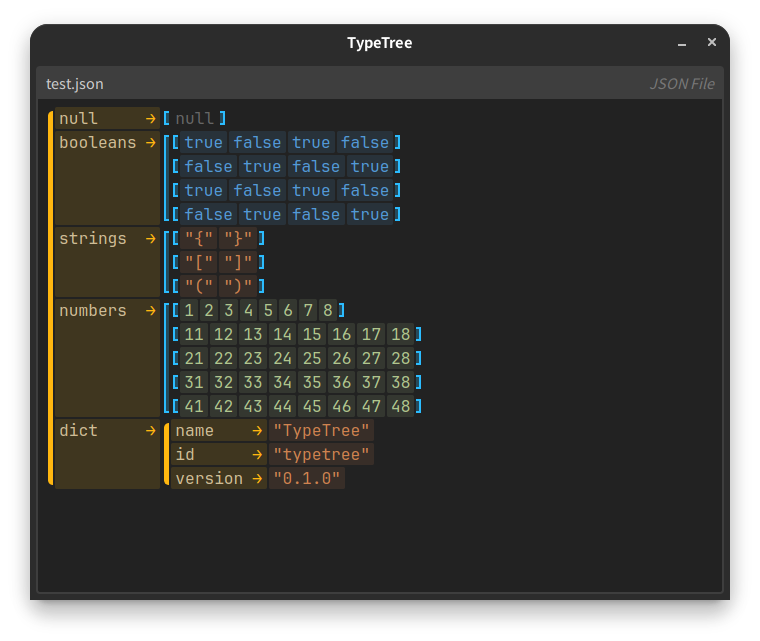 TypeTree
test.json JSON File
null → [ null ]
booleans → [ [ true false true false ]
[ false true false true ]
[ true false true false ]
[ false true false true ]
strings → [ [ "{" "}" ]
[ "[" "]" ]
[ "(" ")" ]
numbers → [ [ 1 2 3 4 5 6 7 8 ]
[ 11 12 13 14 15 16 17 18 ]
[ 21 22 23 24 25 26 27 28 ]
[ 31 32 33 34 35 36 37 38 ]
[ 41 42 43 44 45 46 47 48 ]
dict → name → "TypeTree"
id → "typetree"
version → "0.1.0"